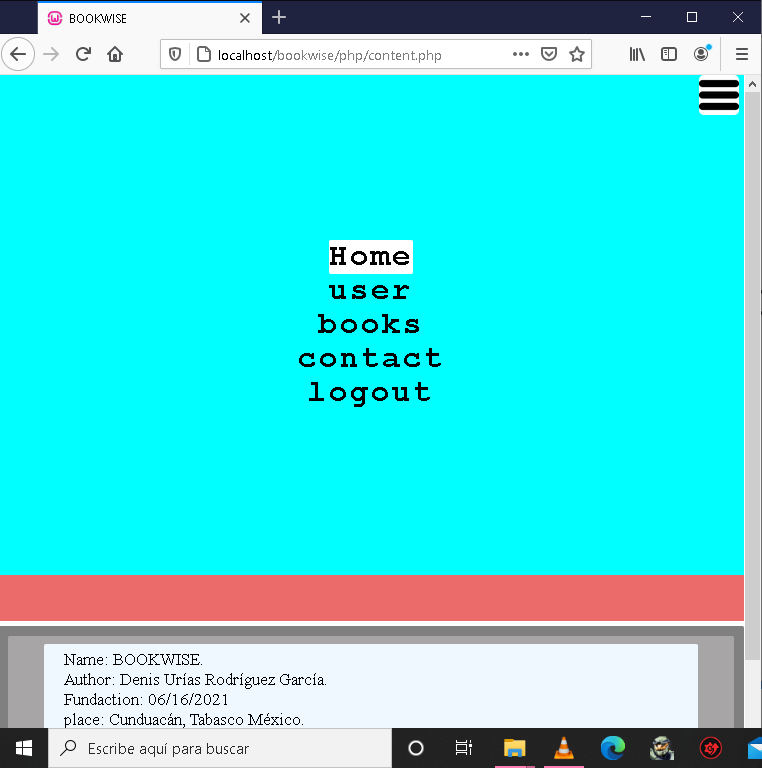 BOOKWISE
localhost/bookwise/php/content.php
Home
user
books
contact
logout
Name: BOOKWISE.
Author: Denis Urías Rodríguez García.
Fundaction: 06/16/2021
place: Cunduacán, Tabasco México.
Escribe aquí para buscar